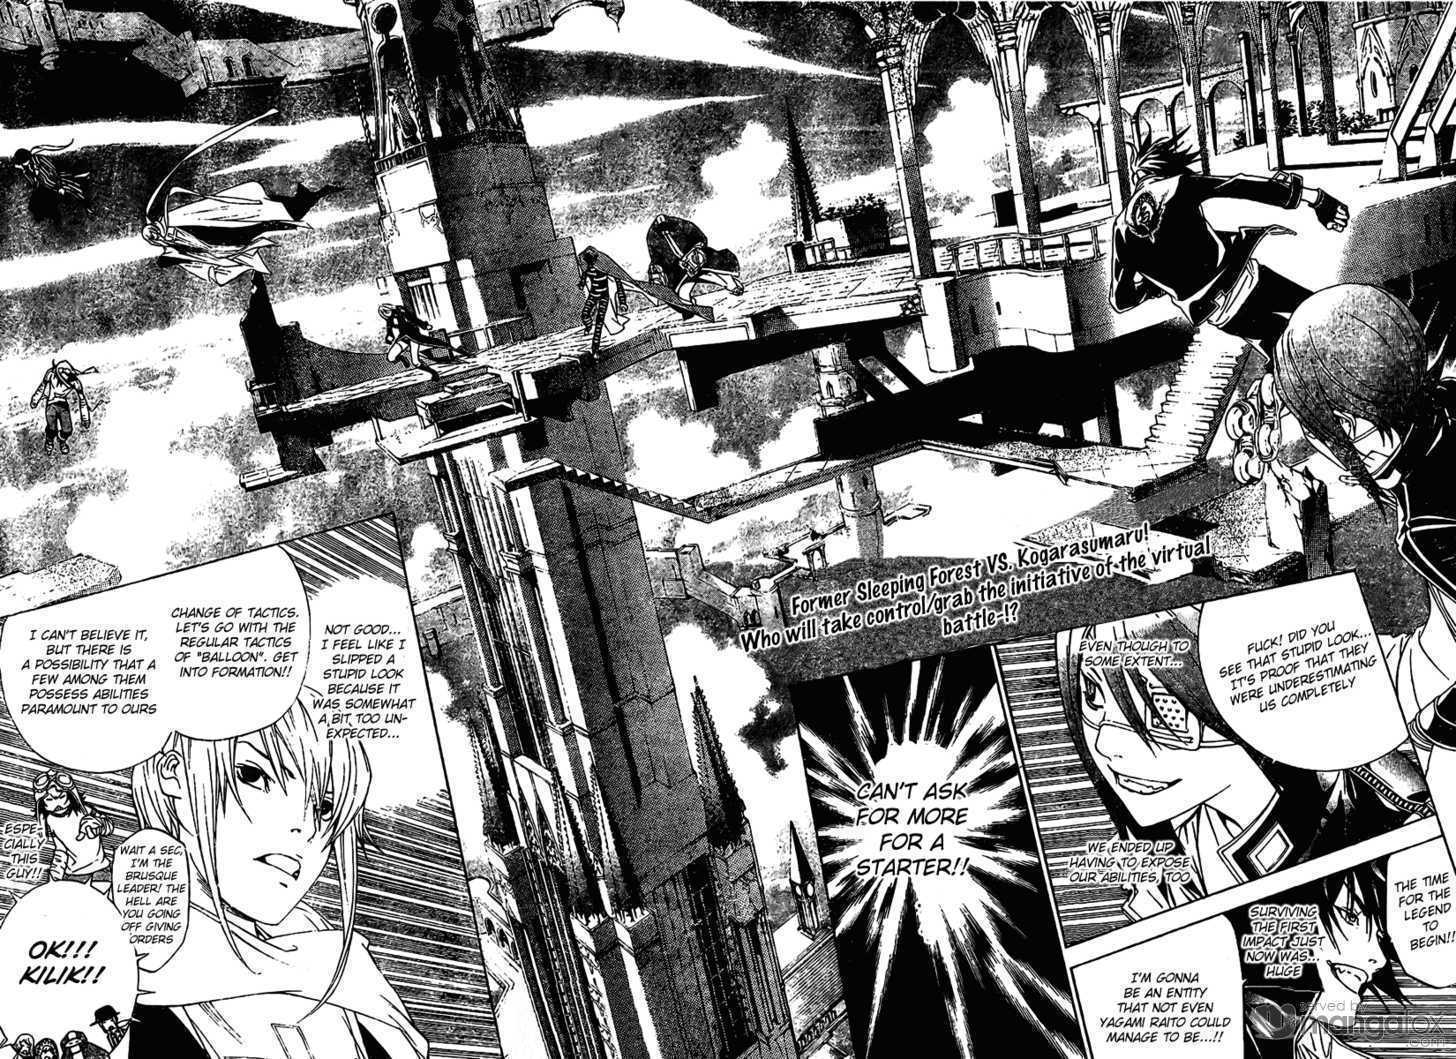 Former Sleeping Forest VS. Kogarasumaru!
Who will take control/grab the initiative of the virtual
battle-!?
FUCK! DID YOU
SEE THAT STUPID LOOK...
IT'S PROOF THAT THEY
WERE UNDERESTIMATING
US COMPLETELY
EVEN THOUGH TO
SOME EXTENT...
WE ENDED UP
HAVING TO EXPOSE
OUR ABILITIES, TOO
THE TIME
FOR THE
LEGEND
TO
BEGIN!!
SURVIVING
THE FIRST
IMPACT JUST
NOW WAS...
HUGE
I'M GONNA
BE AN ENTITY
THAT NOT EVEN
YAGAMI RAITO COULD
MANAGE TO BE...!!
CAN'T ASK
FOR MORE
FOR A
STARTER!!
NOT GOOD...
I FEEL LIKE I
SLIPPED A
STUPID LOOK
BECAUSE IT
WAS SOMEWHAT
A BIT TOO UN-
EXPECTED...
CHANGE OF TACTICS.
LET'S GO WITH THE
REGULAR TACTICS
OF "BALLOON". GET
INTO FORMATION!!
I CAN'T BELIEVE IT,
BUT THERE IS
A POSSIBILITY THAT A
FEW AMONG THEM
POSSESS ABILITIES
PARAMOUNT TO OURS
ESPE-
CIALLY
THIS
GUY!!
WAIT A SEC,
I'M THE
BRUSQUE
LEADER! THE
HELL ARE
YOU GOING
OFF GIVING
ORDERS
OK!!!
KILIK!!
served by
mangafox
.com